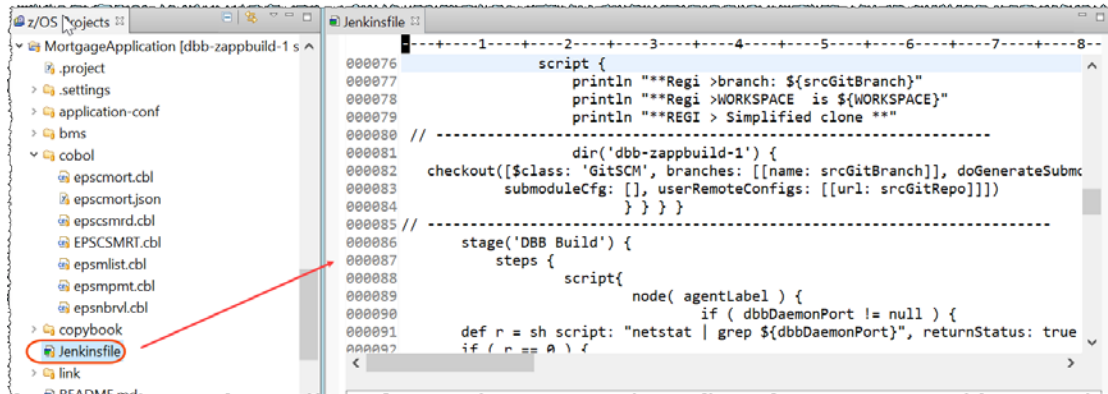 z/OS Projects
MortgageApplication [dbb-zappbuild-1 s
.project
.settings
application-conf
bms
cobol
epscmort.cbl
epscmort.json
epscsmrd.cbl
EPSCSMRT.cbl
epsmlist.cbl
epsmpmt.cbl
epsnbrvl.cbl
copybook
Jenkinsfile
link
README.md
Jenkinsfile
----+----1----+----2----+----3----+----4----+----5----+----6----+----7----+----8--
000076 script {
000077 println "**Regi >branch: ${srcGitBranch}"
000078 println "**Regi >WORKSPACE  is ${WORKSPACE}"
000079 println "**REGI > Simplified clone **"
000080 // -------------------------------------------------------------------
000081 dir('dbb-zappbuild-1') {
000082 checkout([$class: 'GitSCM', branches: [[name: srcGitBranch]], doGenerateSubmo
000083 submoduleCfg: [], userRemoteConfigs: [[url: srcGitRepo]]])
000084 } } } }
000085 // ---------------------------------------------------------------------------
000086 stage('DBB Build') {
000087 steps {
000088 script{
000089 node( agentLabel ) {
000090 if ( dbbDaemonPort != null ) {
000091 def r = sh script: "netstat | grep ${dbbDaemonPort}", returnStatus: true
000092 if ( r == 0 ) {